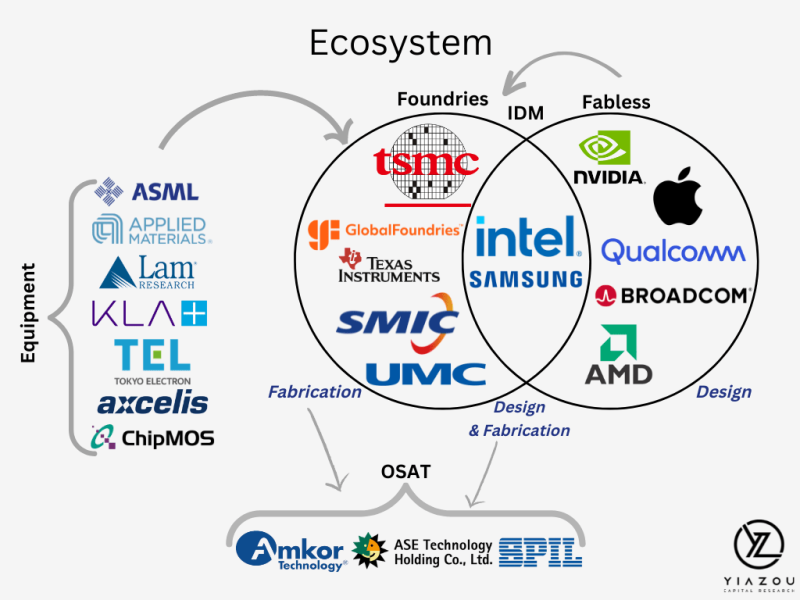 Ecosystem
Foundries
IDM
Fabless
Equipment
ASML
APPLIED
MATERIALS®
Lam
RESEARCH
KLA
TEL
TOKYO ELECTRON
axcelis
ChipMOS
tsmc
GF
GlobalFoundries™
TEXAS
INSTRUMENTS
SMIC
UMC
Fabrication
intel®
SAMSUNG
Design
& Fabrication
NVIDIA
Qualcomm
BROADCOM®
AMD
Design
OSAT
Amkor
Technology®
ASE Technology
Holding Co., Ltd.
SPIL
YIAZOU
CAPITAL RESEARCH